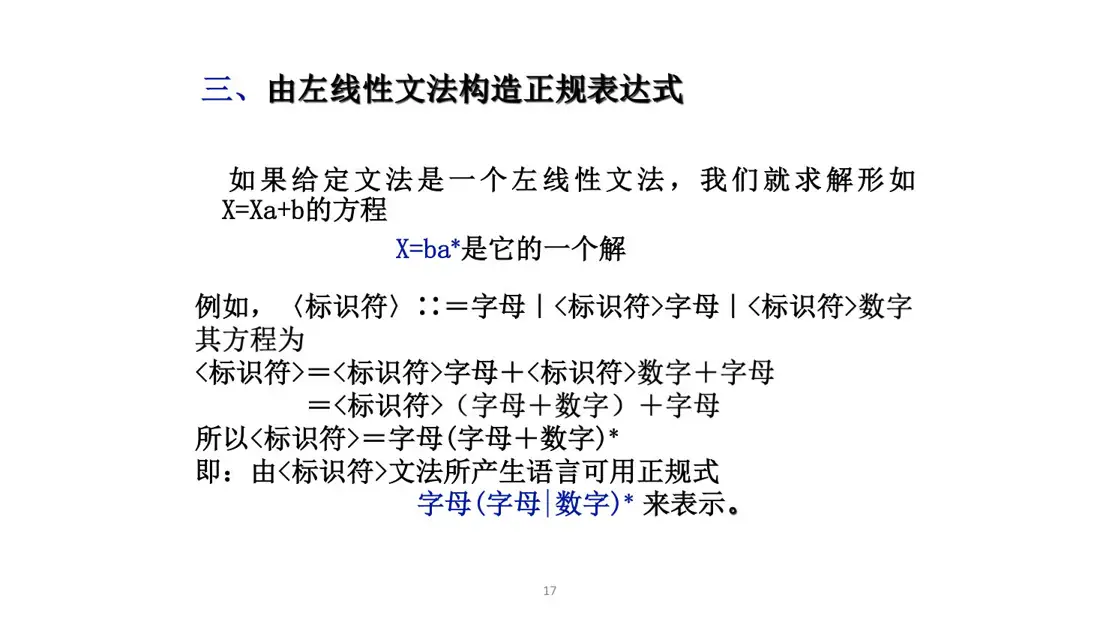 三、由左线性文法构造正规表达式
如果给定文法是一个左线性文法，我们就求解形如
X=Xa+b的方程
X=ba*是它的一个解
例如，〈标识符〉∷＝字母∣<标识符>字母∣<标识符>数字
其方程为
<标识符>＝<标识符>字母＋<标识符>数字＋字母
＝<标识符>（字母＋数字）＋字母
所以<标识符>＝字母(字母＋数字)*
即：由<标识符>文法所产生语言可用正规式
字母(字母|数字)* 来表示。
17